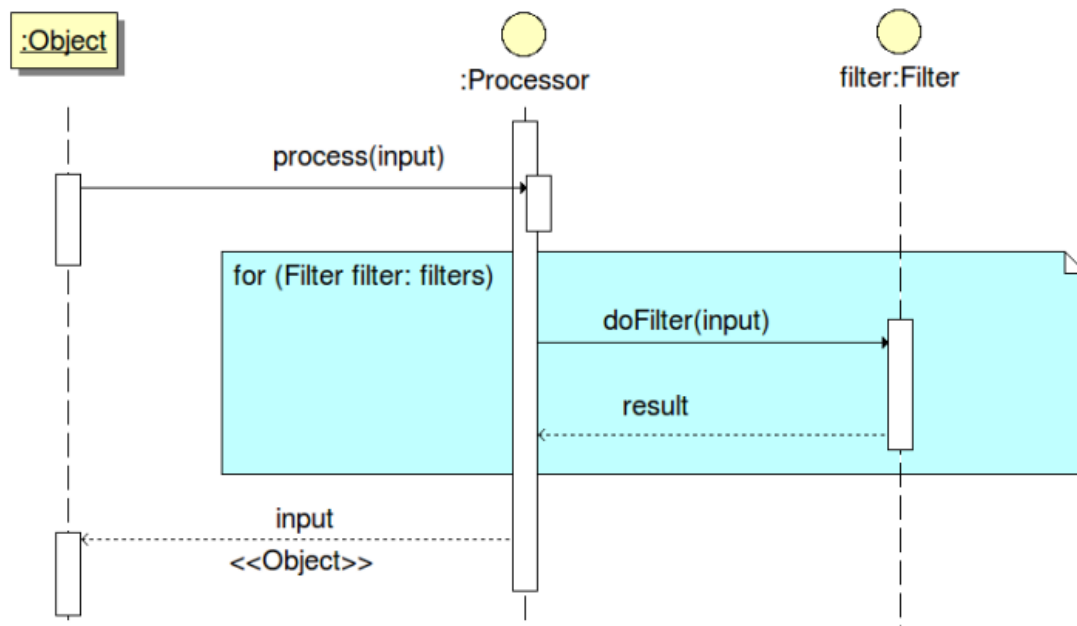 :Object
:Processor
filter:Filter
process(input)
for (Filter filter: filters)
doFilter(input)
result
input
<<Object>>